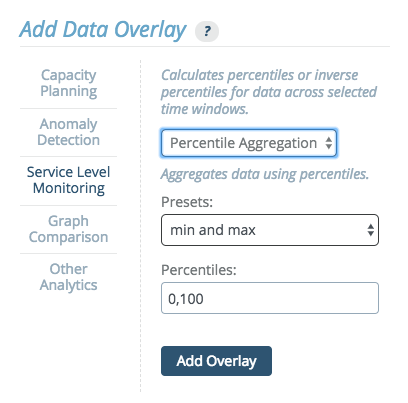 Add Data Overlay ?
Capacity
Planning
Anomaly
Detection
Service Level
Monitoring
Graph
Comparison
Other
Analytics
Calculates percentiles or inverse
percentiles for data across selected
time windows.
Percentile Aggregation
Aggregates data using percentiles.
Presets:
min and max
Percentiles:
0,100
Add Overlay